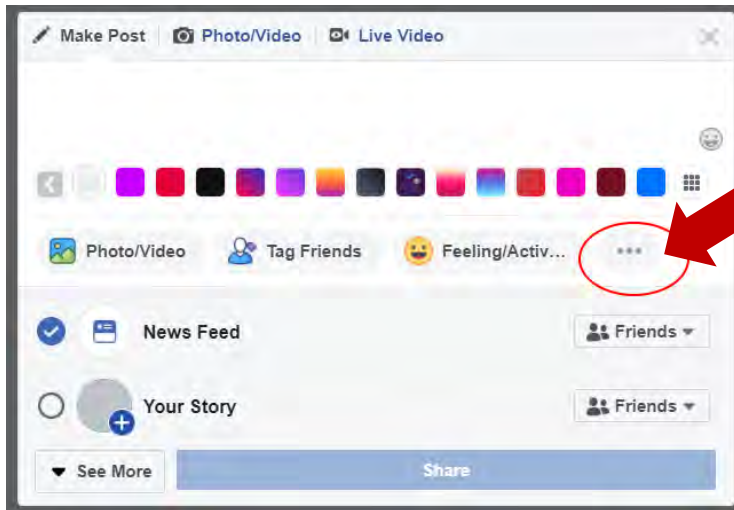 Make Post Photo/Video Live Video
Photo/Video Tag Friends Feeling/Activ...
News Feed Friends
Your Story Friends
See More Share